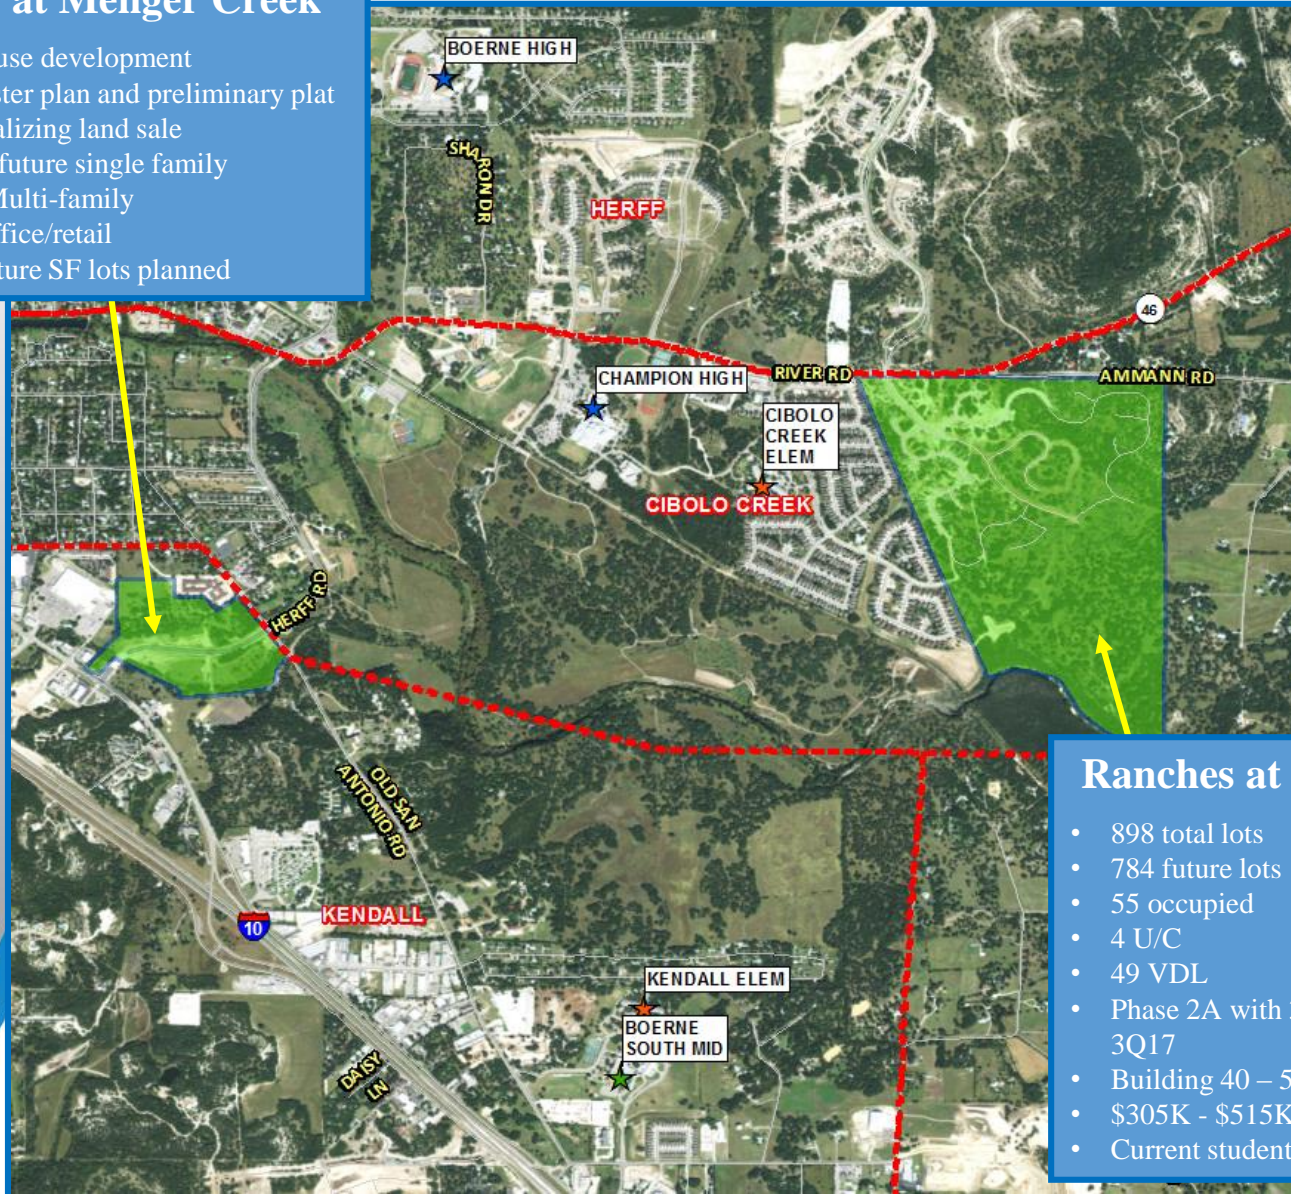 at Menger Creek
use development
ster plan and preliminary plat
alizing land sale
future single family
Multi-family
ffice/retail
ture SF lots planned
BOERNE HIGH
SHARON DR
HERFF
46
CHAMPION HIGH
RIVER RD
AMMANN RD
CIBOLO
CREEK
ELEM
CIBOLO CREEK
HERFF RD
OLD SAN
ANTONIO RD
10
KENDALL
KENDALL ELEM
BOERNE
SOUTH MID
DAISY
LN
Ranches at
• 898 total lots
• 784 future lots
• 55 occupied
• 4 U/C
• 49 VDL
• Phase 2A with
3Q17
• Building 40 – 5
• $305K - $515K
• Current student